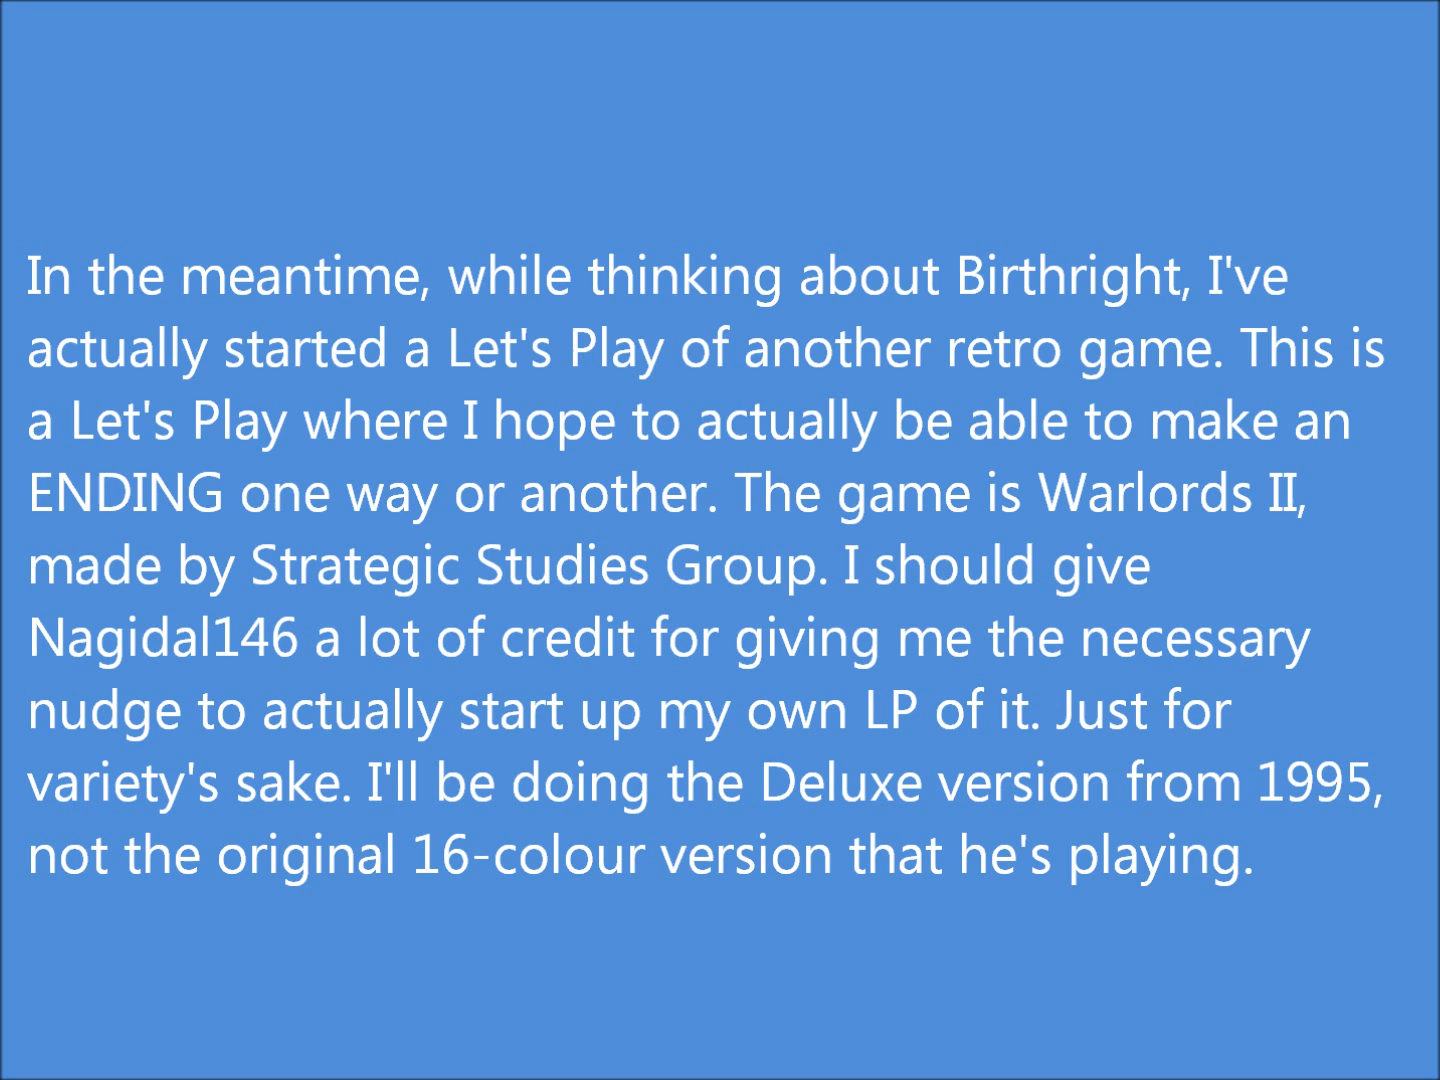 In the meantime, while thinking about Birthright, I've
actually started a Let's Play of another retro game. This is
a Let's Play where I hope to actually be able to make an
ENDING one way or another. The game is Warlords II,
made by Strategic Studies Group. I should give
Nagidal146 a lot of credit for giving me the necessary
nudge to actually start up my own LP of it. Just for
variety's sake. I'll be doing the Deluxe version from 1995,
not the original 16-colour version that he's playing.